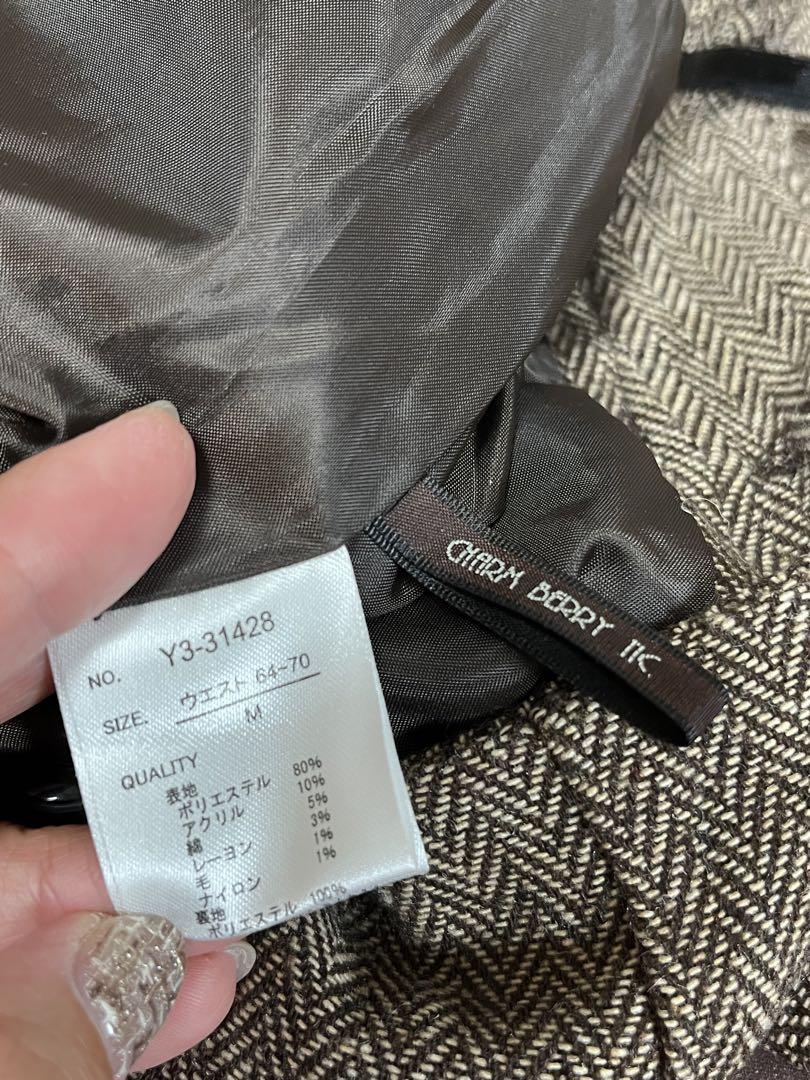 CHARM BERRY IIC.
NO. Y3-31428
SIZE. ウエスト 64~70
M
QUALITY
表地
ポリエステル 80%
アクリル 10%
綿 5%
レーヨン 3%
毛 1%
ナイロン 1%
裏地
ポリエステル 100%